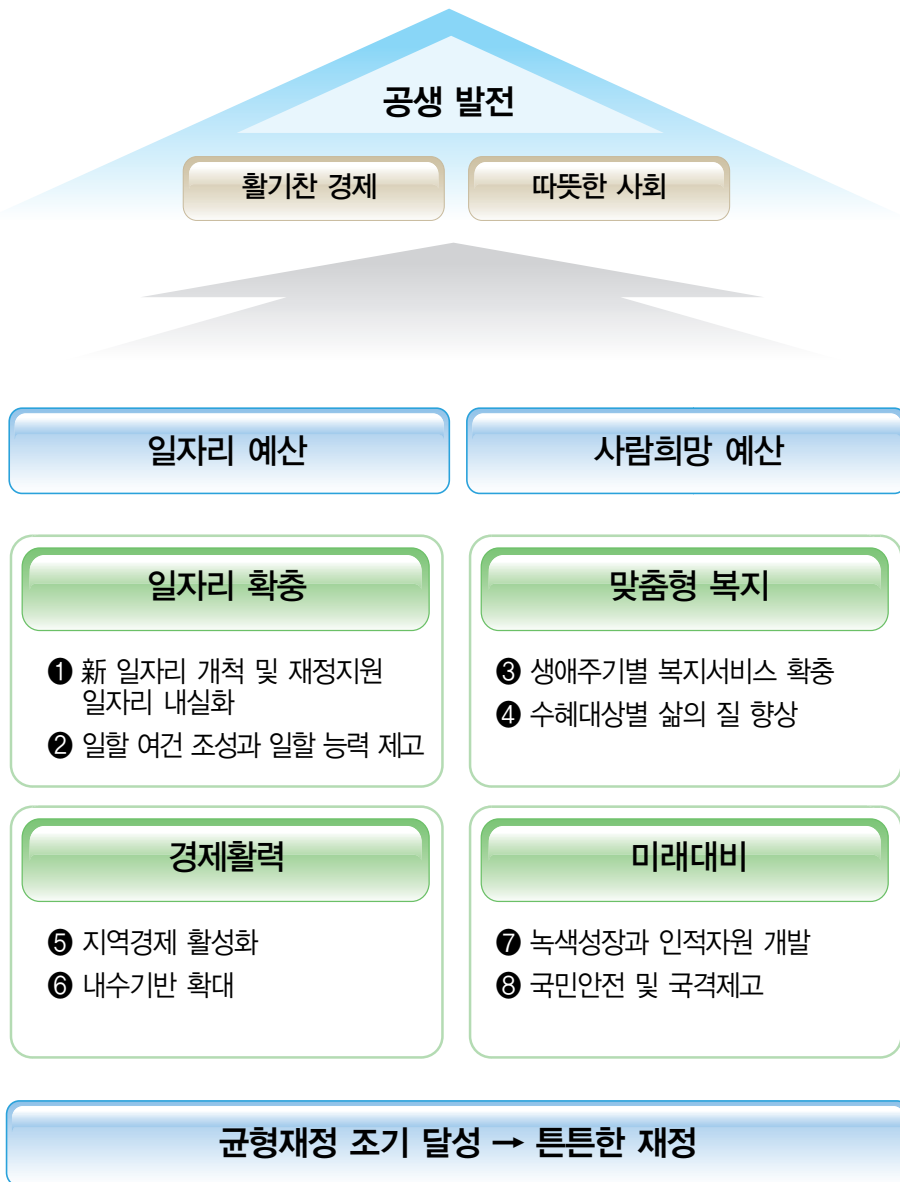 공생 발전
활기찬 경제
따뜻한 사회
일자리 예산
사람희망 예산
일자리 확충
❶ 新 일자리 개척 및 재정지원
일자리 내실화
❷ 일할 여건 조성과 일할 능력 제고
맞춤형 복지
❸ 생애주기별 복지서비스 확충
❹ 수혜대상별 삶의 질 향상
경제활력
❺ 지역경제 활성화
❻ 내수기반 확대
미래대비
❼ 녹색성장과 인적자원 개발
❽ 국민안전 및 국격제고
균형재정 조기 달성 → 튼튼한 재정